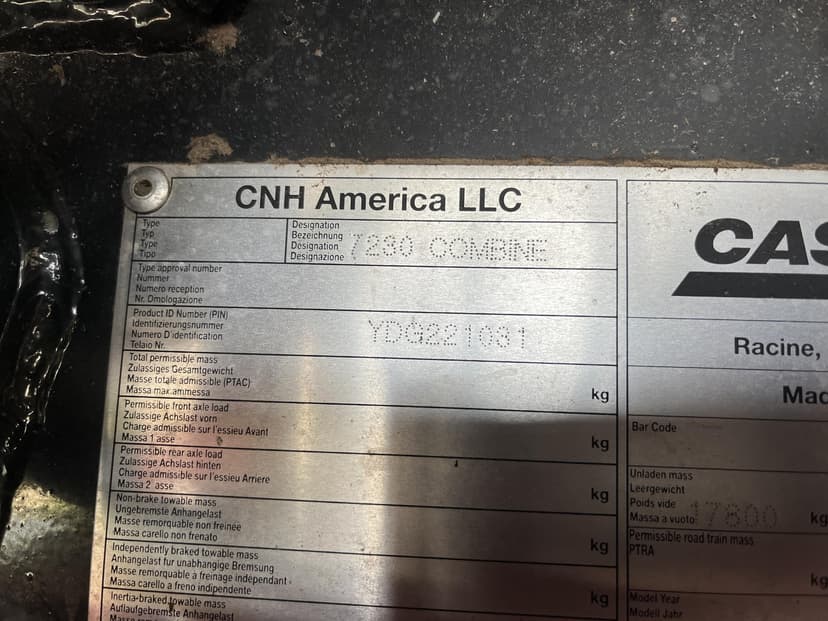 CNH America LLC
Type
Typ
Type
Tipo
Designation
Bezeichnung
Désignation
Designazione
7230 COMBINE
Type approval number
Nummer
Numero reception
Nr. Omologazione
Product ID Number (PIN)
Identifizierungsnummer
Numero D'identification
Telaio Nr.
YDG221031
Total permissible mass
Zulassiges Gesamtgewicht
Masse totale admissible (PTAC)
Massa max.ammessa
kg
Permissible front axle load
Zulassige Achslast vorn
Charge admissible sur l'essieu Avant
Massa 1 asse
kg
Permissible rear axle load
Zulassige Achslast hinten
Charge admissible sur l'essieu Arriere
Massa 2 asse
kg
Non-brake towable mass
Ungebremste Anhangelast
Masse remorquable non freinée
Massa carello non frenato
kg
Independently braked towable mass
Anhangelast fur unabhangige Bremsung
Masse remorquable a freinage independant
Massa carello a freno indipendente
kg
Inertia-braked towable mass
Auflaufgebremste Anhangelast
CAS
Racine,
Mad
Bar Code
Unladen mass
Leergewicht
Poids vide
Massa a vuoto
17800
kg
Permissible road train mass
PTRA
kg
Model Year
Modell Jahr